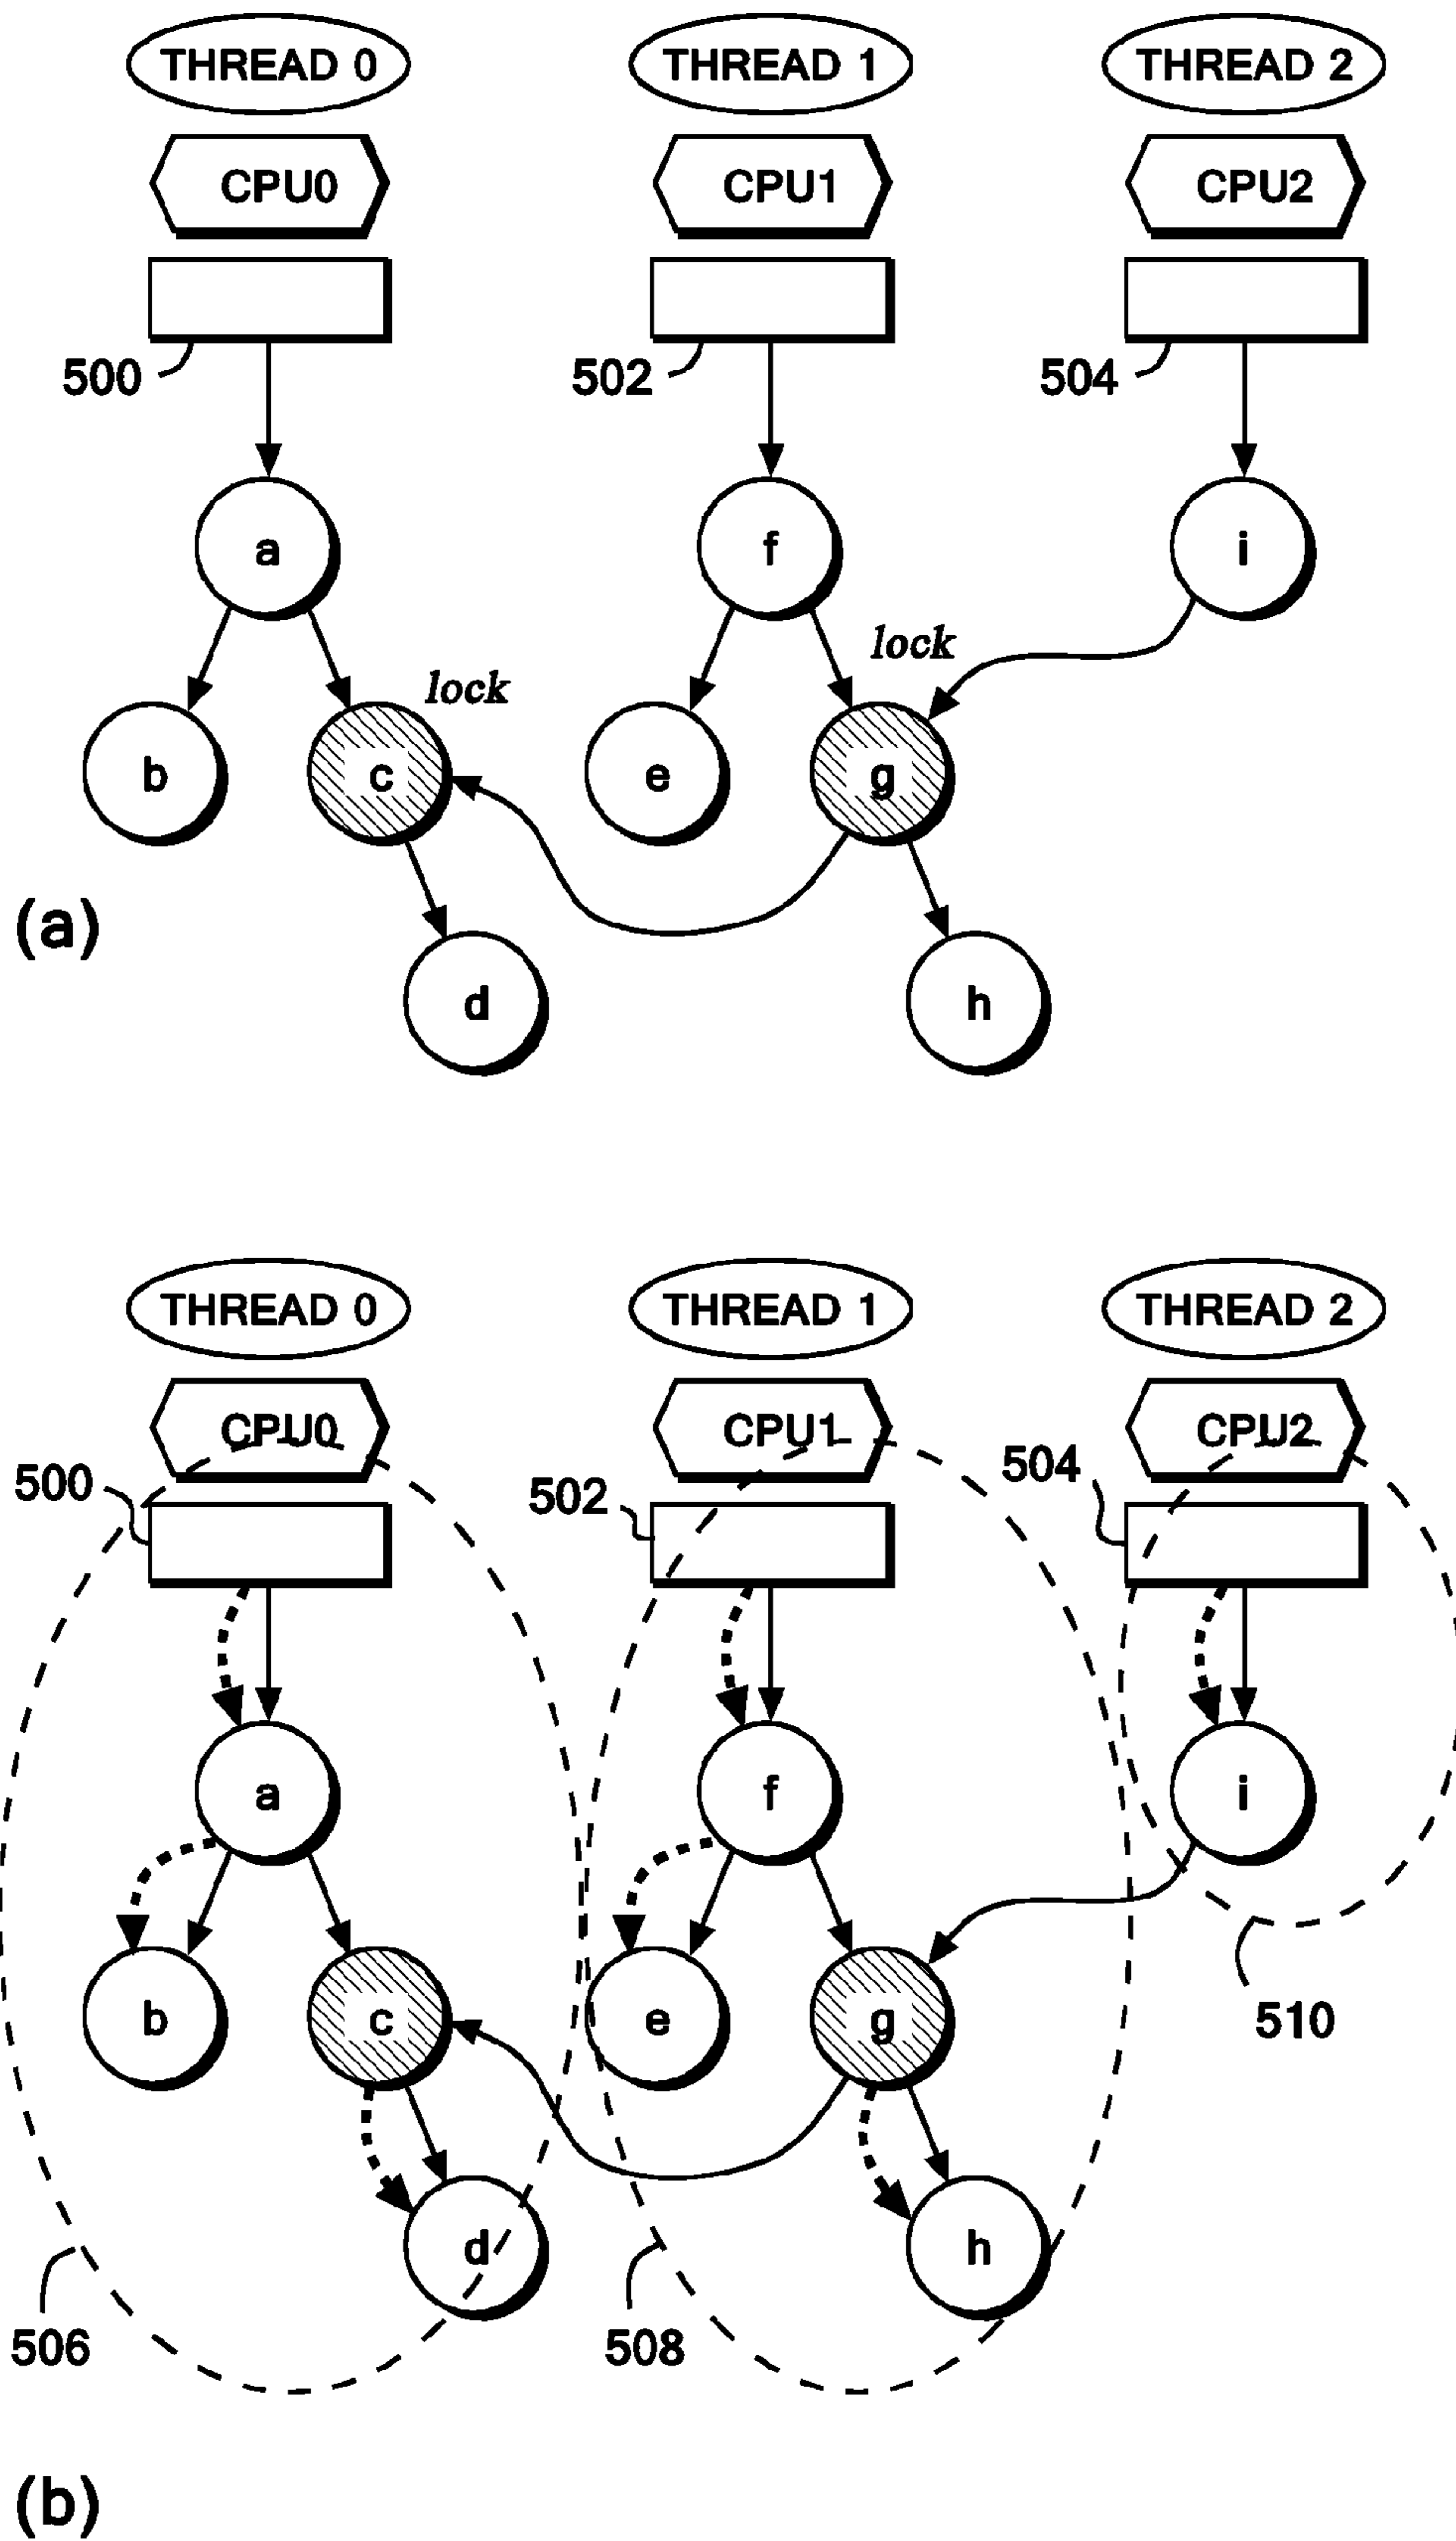 THREAD 0 THREAD 1 THREAD 2
CPU0 CPU1 CPU2
500 502 504
a f i
lock
lock
b c e g
(a)
d h
THREAD 0 THREAD 1 THREAD 2
CPU0 CPU1 CPU2
500 502 504
a f i
b c e g
510
d h
506 508
(b)